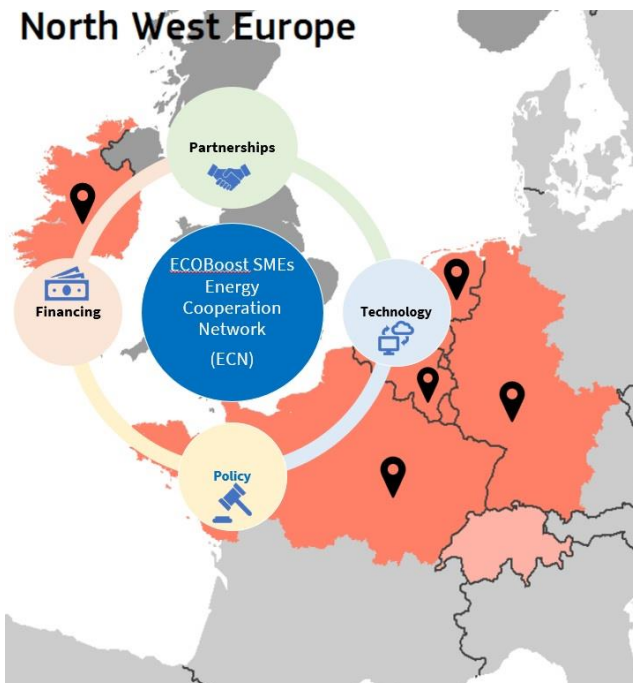 North West Europe
Partnerships
ECOBoost SMEs
Energy
Cooperation
Network
(ECN)
Financing
Technology
Policy